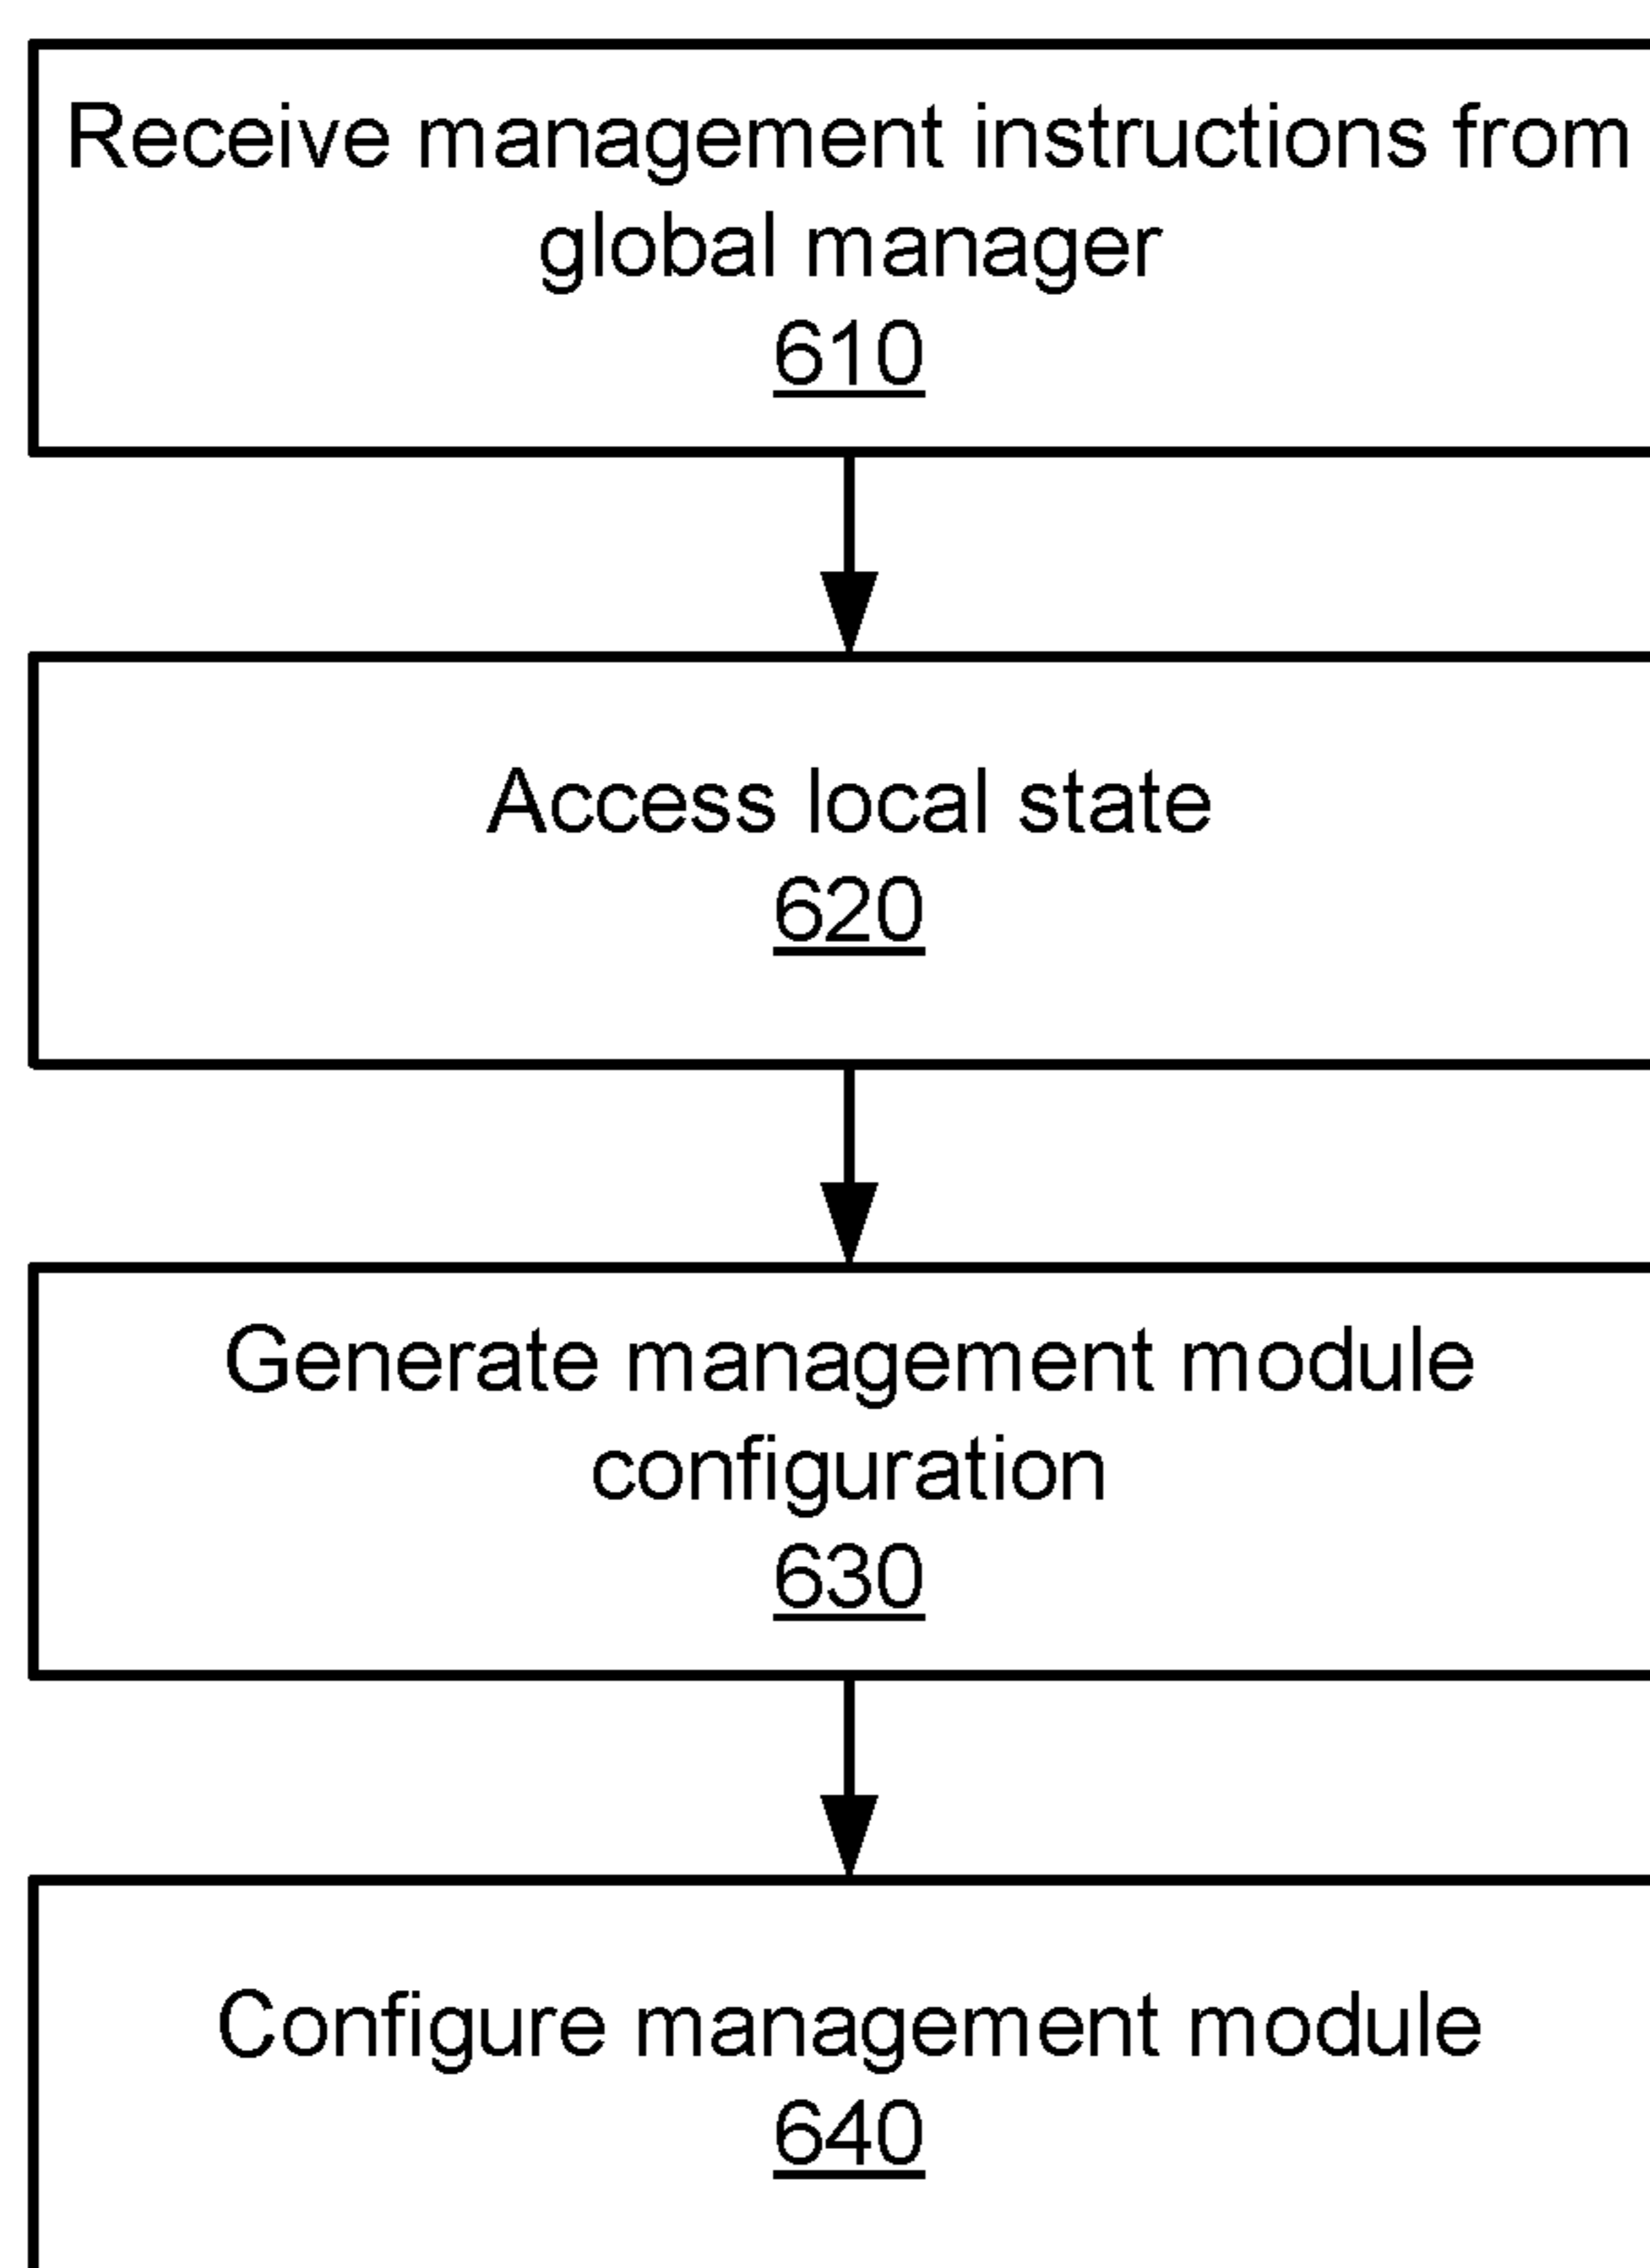 Receive management instructions from
global manager
610
Access local state
620
Generate management module
configuration
630
Configure management module
640